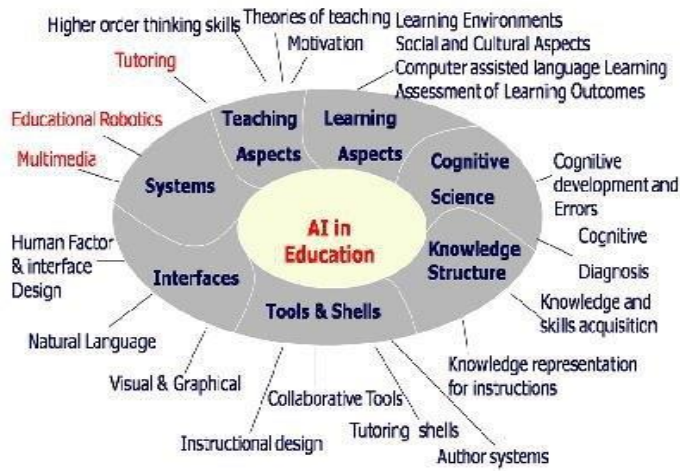 Higher order thinking skills
Theories of teaching
Motivation
Learning Environments
Social and Cultural Aspects
Computer assisted language Learning
Assessment of Learning Outcomes
Tutoring
Educational Robotics
Multimedia
Teaching
Aspects
Learning
Aspects
Systems
Cognitive
Science
Cognitive
development and
Errors
Cognitive
Diagnosis
AI in
Education
Human Factor
& interface
Design
Interfaces
Knowledge
Structure
Tools & Shells
Knowledge and
skills acquisition
Natural Language
Visual & Graphical
Knowledge representation
for instructions
Collaborative Tools
Instructional design
Tutoring shells
Author systems